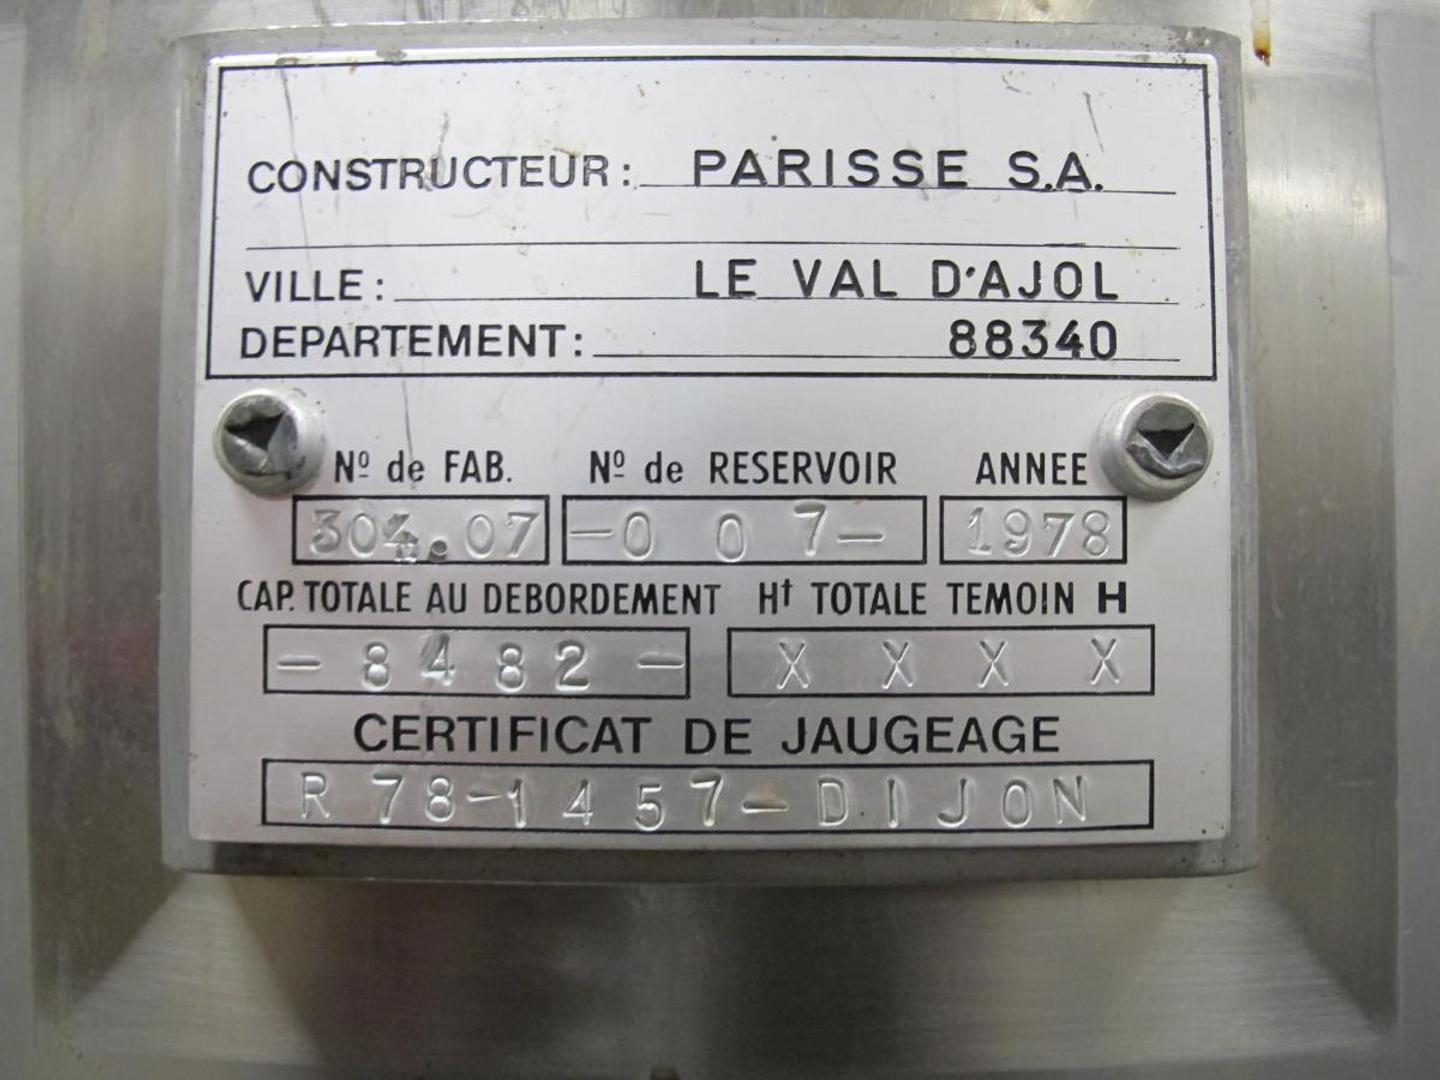 CONSTRUCTEUR: PARISSE S.A.
VILLE: LE VAL D'AJOL
DEPARTEMENT: 88340
Nº de FAB. Nº de RESERVOIR ANNEE
-0 0 7- 1978
CAP. TOTALE AU DEBORDEMENT Ht TOTALE TEMOIN H
- 8482 - X X X X
CERTIFICAT DE JAUGEAGE
R 78-1457-DIJON